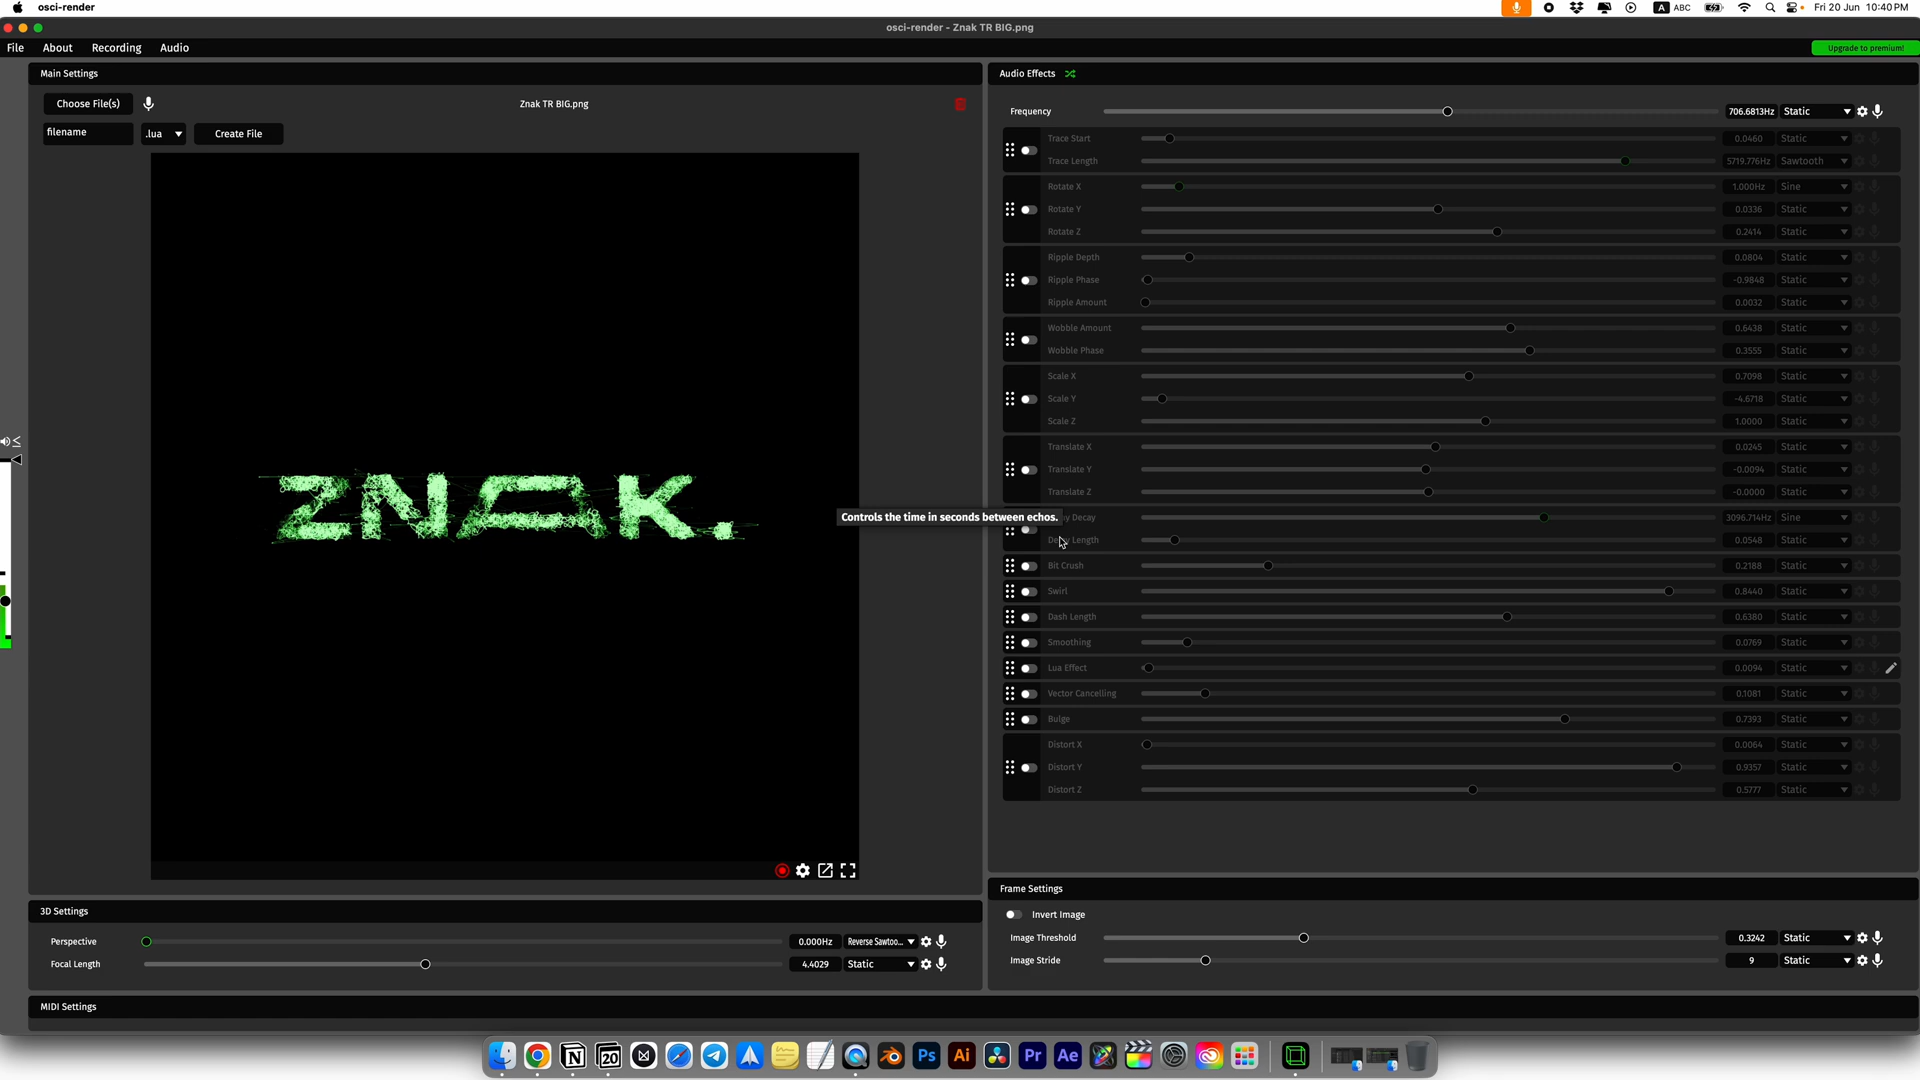 osci-render
ABC
Fri 20 Jun 10:40 PM
osci-render - Znak TR BIG.png
File About Recording Audio
Upgrade to premium!
Main Settings
Choose File(s)
Znak TR BIG.png
filename
.lua
Create File
ZNAK.
Controls the time in seconds between echos.
3D Settings
Perspective 0.000Hz Reverse Sawtoo...
Focal Length 4.4029 Static
MIDI Settings
Audio Effects
Frequency 706.6813Hz Static
Trace Start 0.0460 Static
Trace Length 5719.776Hz Sawtooth
Rotate X 1.000Hz Sine
Rotate Y 0.0336 Static
Rotate Z 0.2414 Static
Ripple Depth 0.0804 Static
Ripple Phase -0.9848 Static
Ripple Amount 0.0032 Static
Wobble Amount 0.6438 Static
Wobble Phase 0.3555 Static
Scale X 0.7098 Static
Scale Y -4.6718 Static
Scale Z 1.0000 Static
Translate X 0.0245 Static
Translate Y -0.0094 Static
Translate Z -0.0000 Static
Decay 3096.714Hz Sine
Length 0.0548 Static
Bit Crush 0.2188 Static
Swirl 0.8440 Static
Dash Length 0.6380 Static
Smoothing 0.0769 Static
Lua Effect 0.0094 Static
Vector Cancelling 0.1081 Static
Bulge 0.7393 Static
Distort X 0.0064 Static
Distort Y 0.9357 Static
Distort Z 0.5777 Static
Frame Settings
Invert Image
Image Threshold 0.3242 Static
Image Stride 9 Static
20
Ps
Ai
Pr
Ae